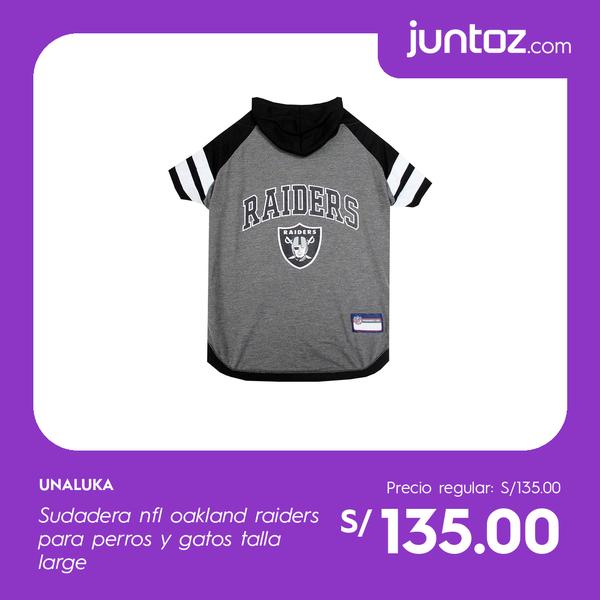 juntoz.com
RAIDERS
RAIDERS
UNALUKA
Precio regular: S/135.00
Sudadera nfl oakland raiders
para perros y gatos talla
large
S/135.00